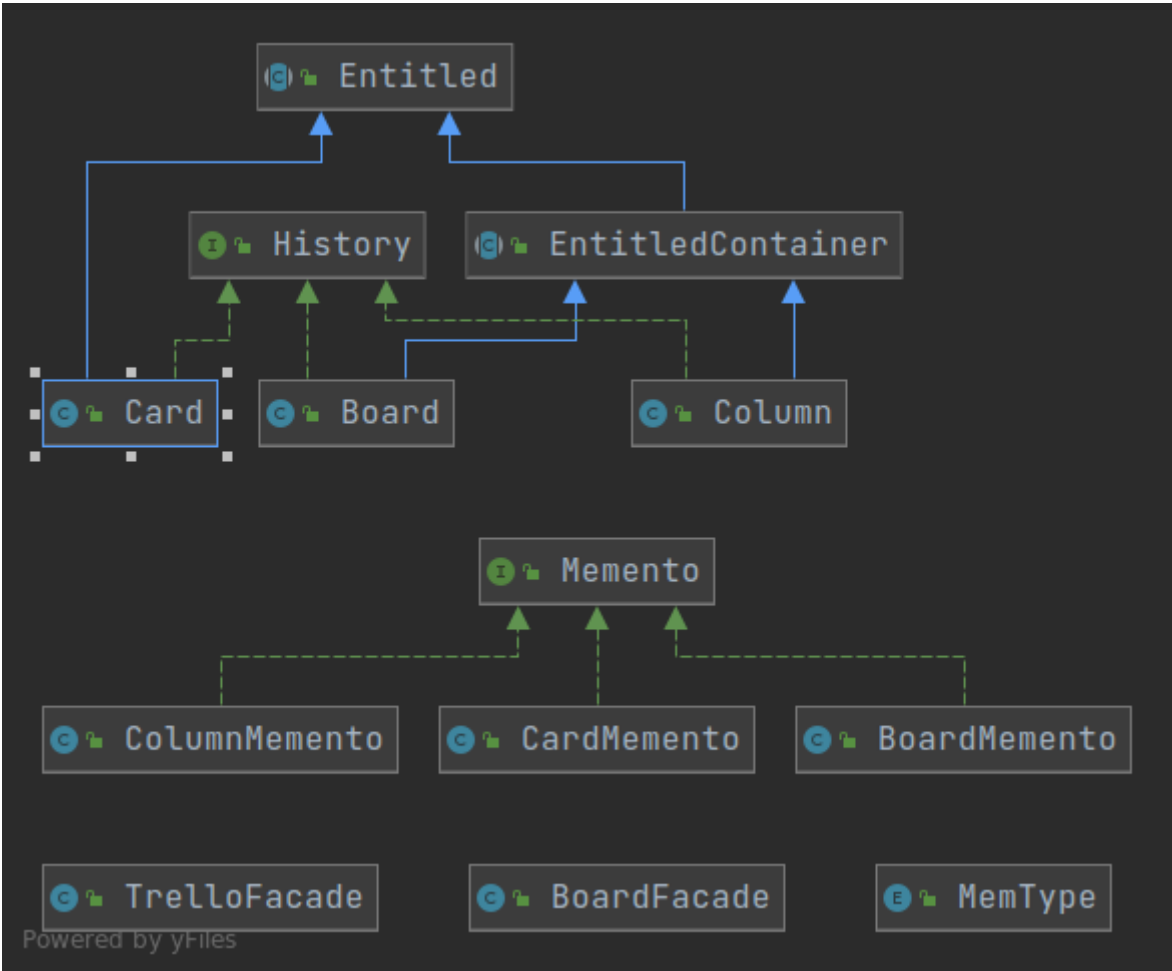 Entitled
History
EntitledContainer
Card
Board
Column
Memento
ColumnMemento
CardMemento
BoardMemento
TrelloFacade
BoardFacade
MemType
Powered by yFiles